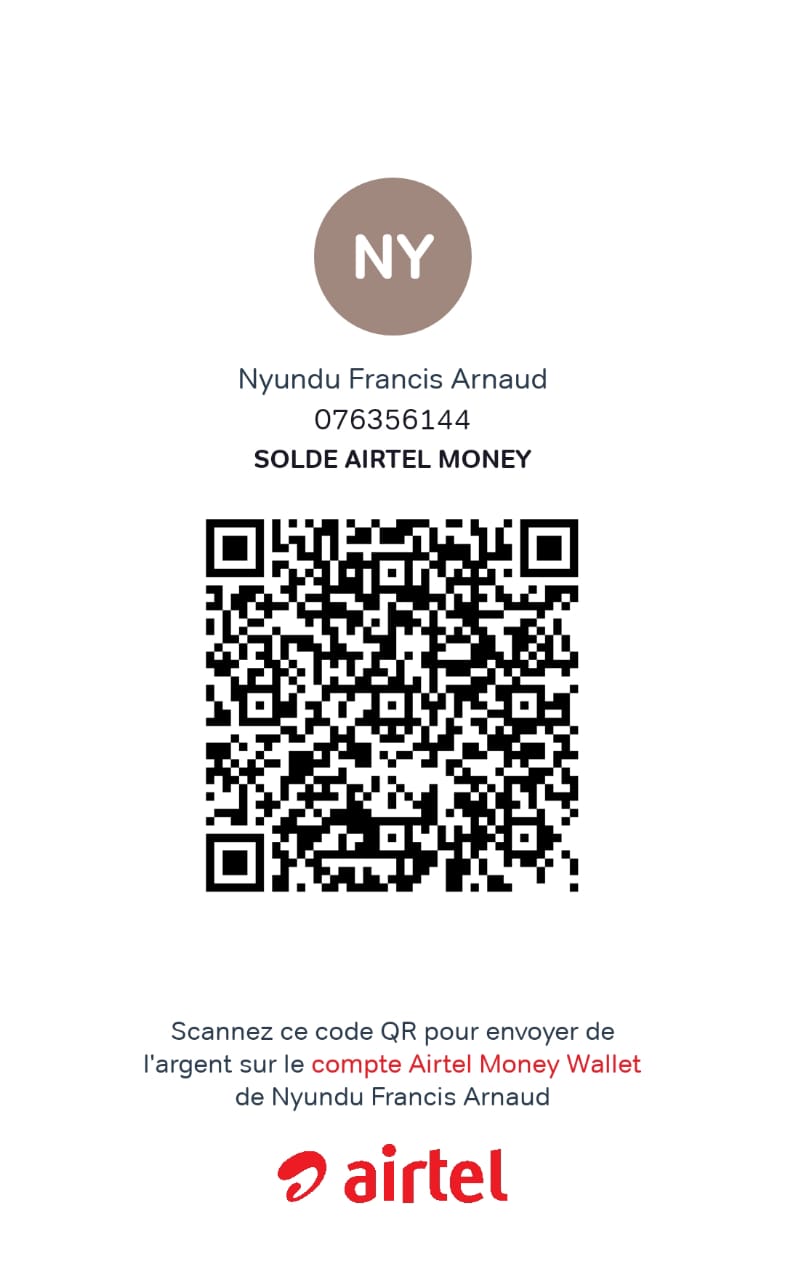 NY
Nyundu Francis Arnaud
076356144
SOLDE AIRTEL MONEY
Scannez ce code QR pour envoyer de
l'argent sur le compte Airtel Money Wallet
de Nyundu Francis Arnaud
airtel